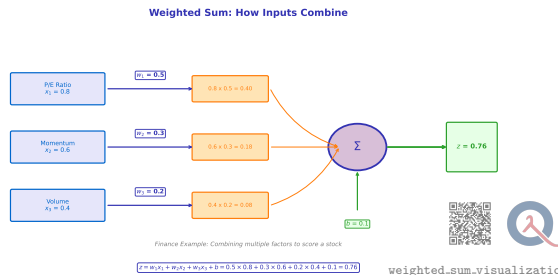 Weighted Sum: How Inputs Combine
P/E Ratio
x₁ = 0.8
w₁ = 0.5
0.8 x 0.5 = 0.40
Momentum
x₂ = 0.6
w₂ = 0.3
0.6 x 0.3 = 0.18
Σ
z = 0.76
Volume
x₃ = 0.4
w₃ = 0.2
0.4 x 0.2 = 0.08
b = 0.1
Finance Example: Combining multiple factors to score a stock
z = w₁x₁ + w₂x₂ + w₃x₃ + b = 0.5 × 0.8 + 0.3 × 0.6 + 0.2 × 0.4 + 0.1 = 0.76
weighted_sum_visualizatio